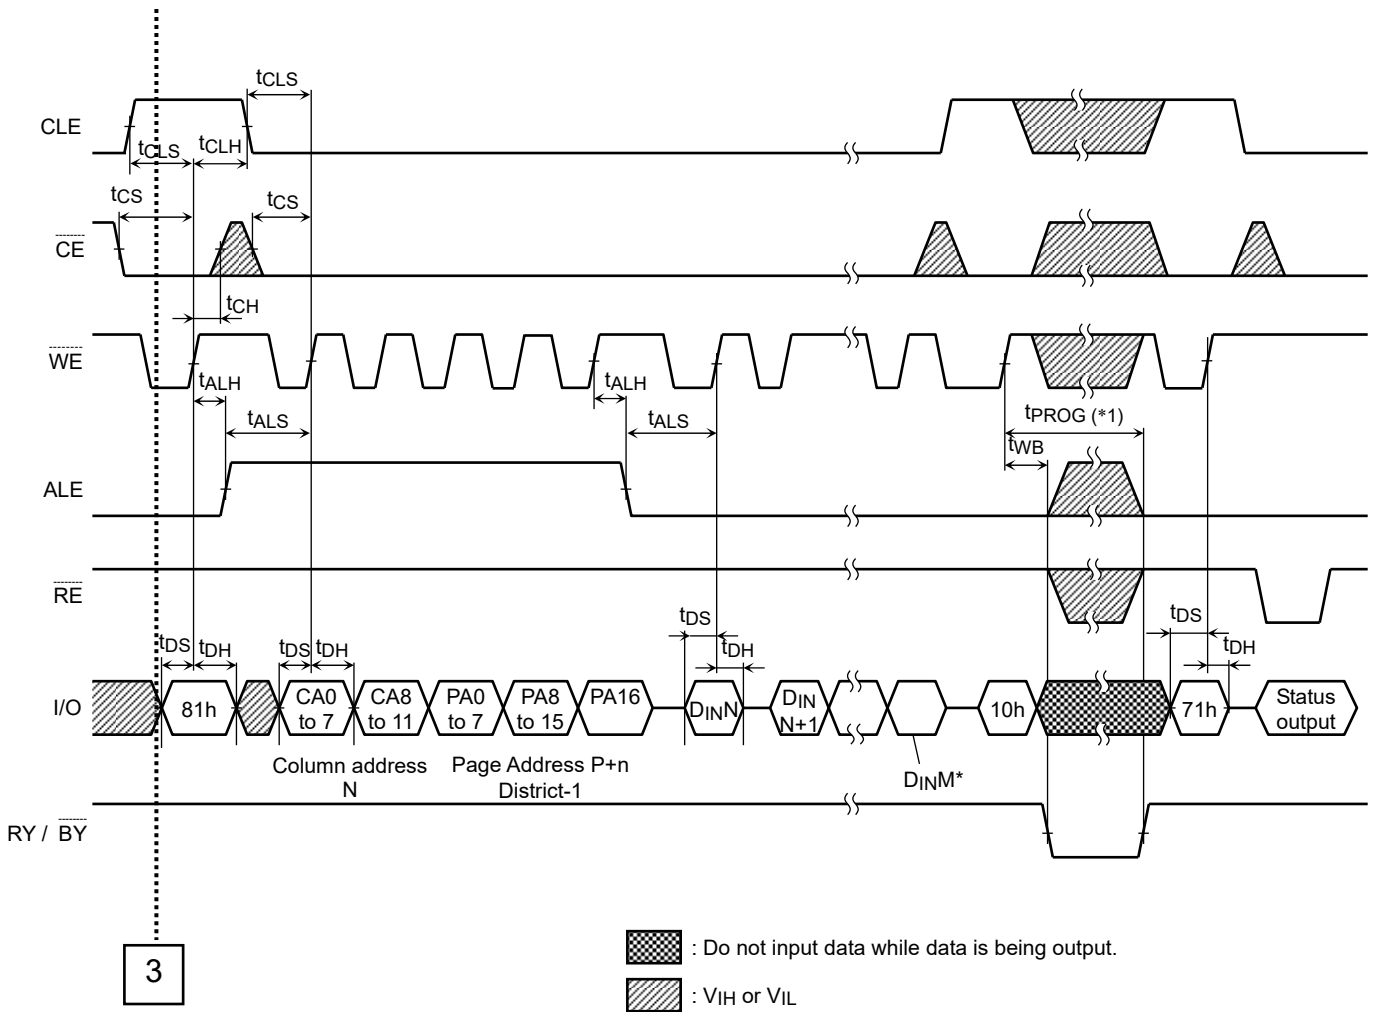 tCLS
CLE
tCLS
tCLH
tCS
tCS
CE
tCH
WE
tALH
tALH
tALS
tALS
tPROG (*1)
tWB
ALE
RE
tDS
tDH
tDS
tDH
tDS
tDH
tDS
tDH
I/O
81h
CA0
to 7
CA8
to 11
PA0
to 7
PA8
to 15
PA16
DINN
DIN
N+1
10h
71h
Status
output
Column address
N
Page Address P+n
District-1
DINM*
RY / BY
3
: Do not input data while data is being output.
: VIH or VIL